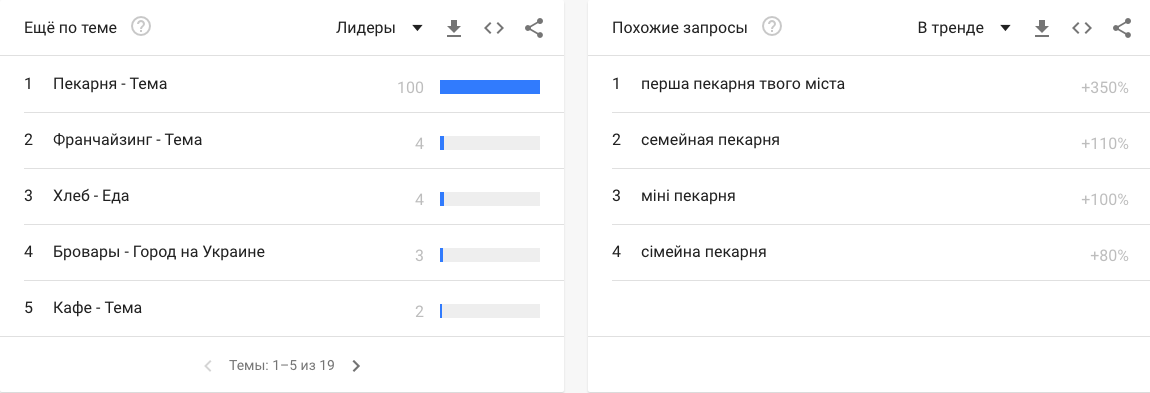 Ещё по теме
Лидеры
1 Пекарня - Тема 100
2 Франчайзинг - Тема 4
3 Хлеб - Еда 4
4 Бровары - Город на Украине 3
5 Кафе - Тема 2
Темы: 1–5 из 19
Похожие запросы
В тренде
1 перша пекарня твого міста +350%
2 семейная пекарня +110%
3 міні пекарня +100%
4 сімейна пекарня +80%